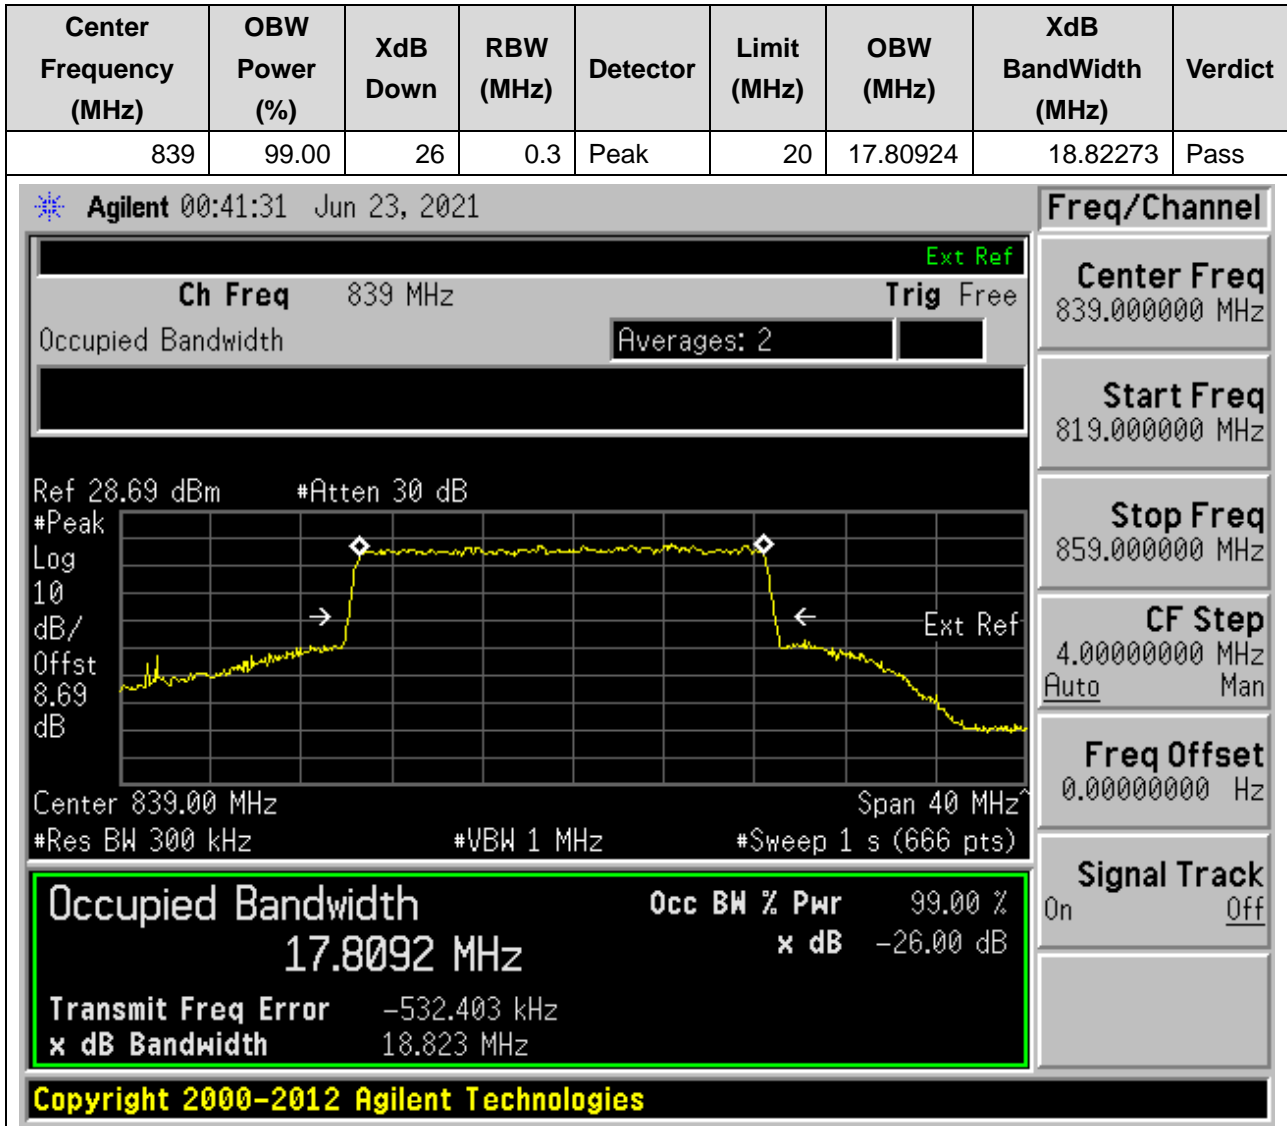 Center Frequency (MHz) OBW Power (%) XdB Down RBW (MHz) Detector Limit (MHz) OBW (MHz) XdB BandWidth (MHz) Verdict
839 99.00 26 0.3 Peak 20 17.80924 18.82273 Pass
Agilent 00:41:31 Jun 23, 2021
Freq/Channel
Ext Ref
Ch Freq 839 MHz Trig Free
Occupied Bandwidth Averages: 2
Center Freq
839.000000 MHz
Start Freq
819.000000 MHz
Ref 28.69 dBm #Atten 30 dB
#Peak
Log
10
dB/
Offst
8.69
dB
Ext Ref
Stop Freq
859.000000 MHz
CF Step
4.00000000 MHz
Auto Man
Freq Offset
0.00000000 Hz
Center 839.00 MHz Span 40 MHz^
#Res BW 300 kHz #VBW 1 MHz #Sweep 1 s (666 pts)
Signal Track
On Off
Occupied Bandwidth Occ BW % Pwr 99.00 %
17.8092 MHz x dB -26.00 dB
Transmit Freq Error -532.403 kHz
x dB Bandwidth 18.823 MHz
Copyright 2000-2012 Agilent Technologies